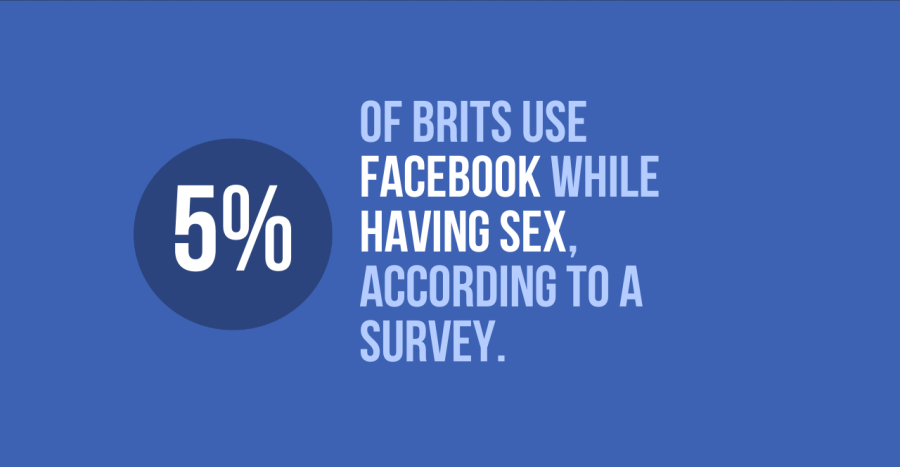 5%
OF BRITS USE
FACEBOOK WHILE
HAVING SEX,
ACCORDING TO A
SURVEY.